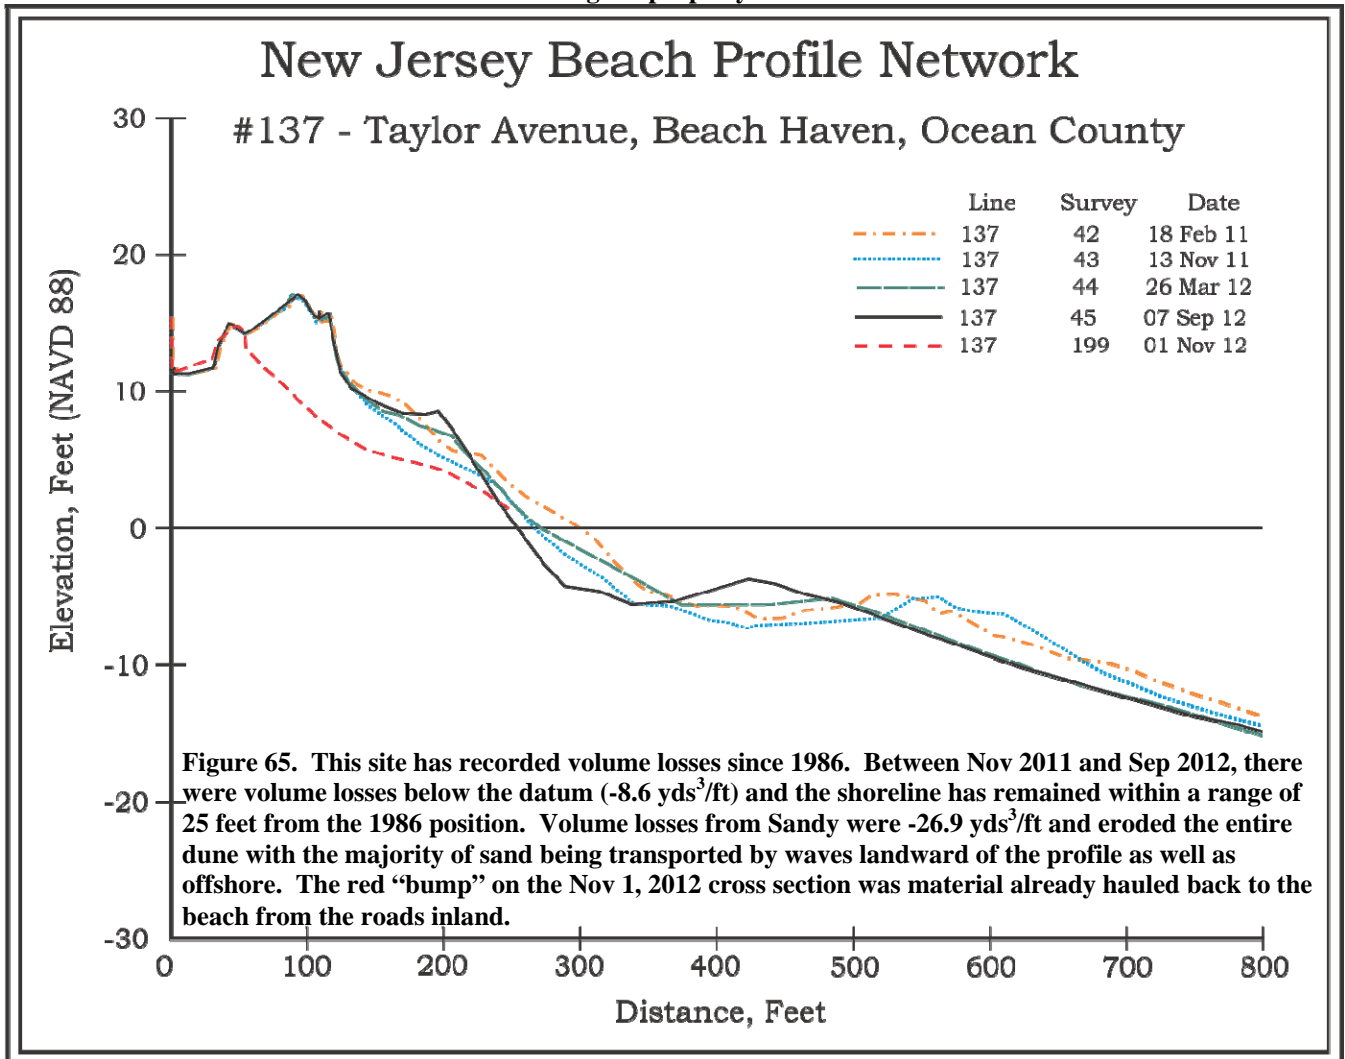 New Jersey Beach Profile Network
#137 - Taylor Avenue, Beach Haven, Ocean County
Line Survey Date
137 42 18 Feb 11
137 43 13 Nov 11
137 44 26 Mar 12
137 45 07 Sep 12
137 199 01 Nov 12
Elevation, Feet (NAVD 88)
30
20
10
0
-10
-20
-30
Figure 65. This site has recorded volume losses since 1986. Between Nov 2011 and Sep 2012, there
were volume losses below the datum (-8.6 yds³/ft) and the shoreline has remained within a range of
25 feet from the 1986 position. Volume losses from Sandy were -26.9 yds³/ft and eroded the entire
dune with the majority of sand being transported by waves landward of the profile as well as
offshore. The red “bump” on the Nov 1, 2012 cross section was material already hauled back to the
beach from the roads inland.
0 100 200 300 400 500 600 700 800
Distance, Feet